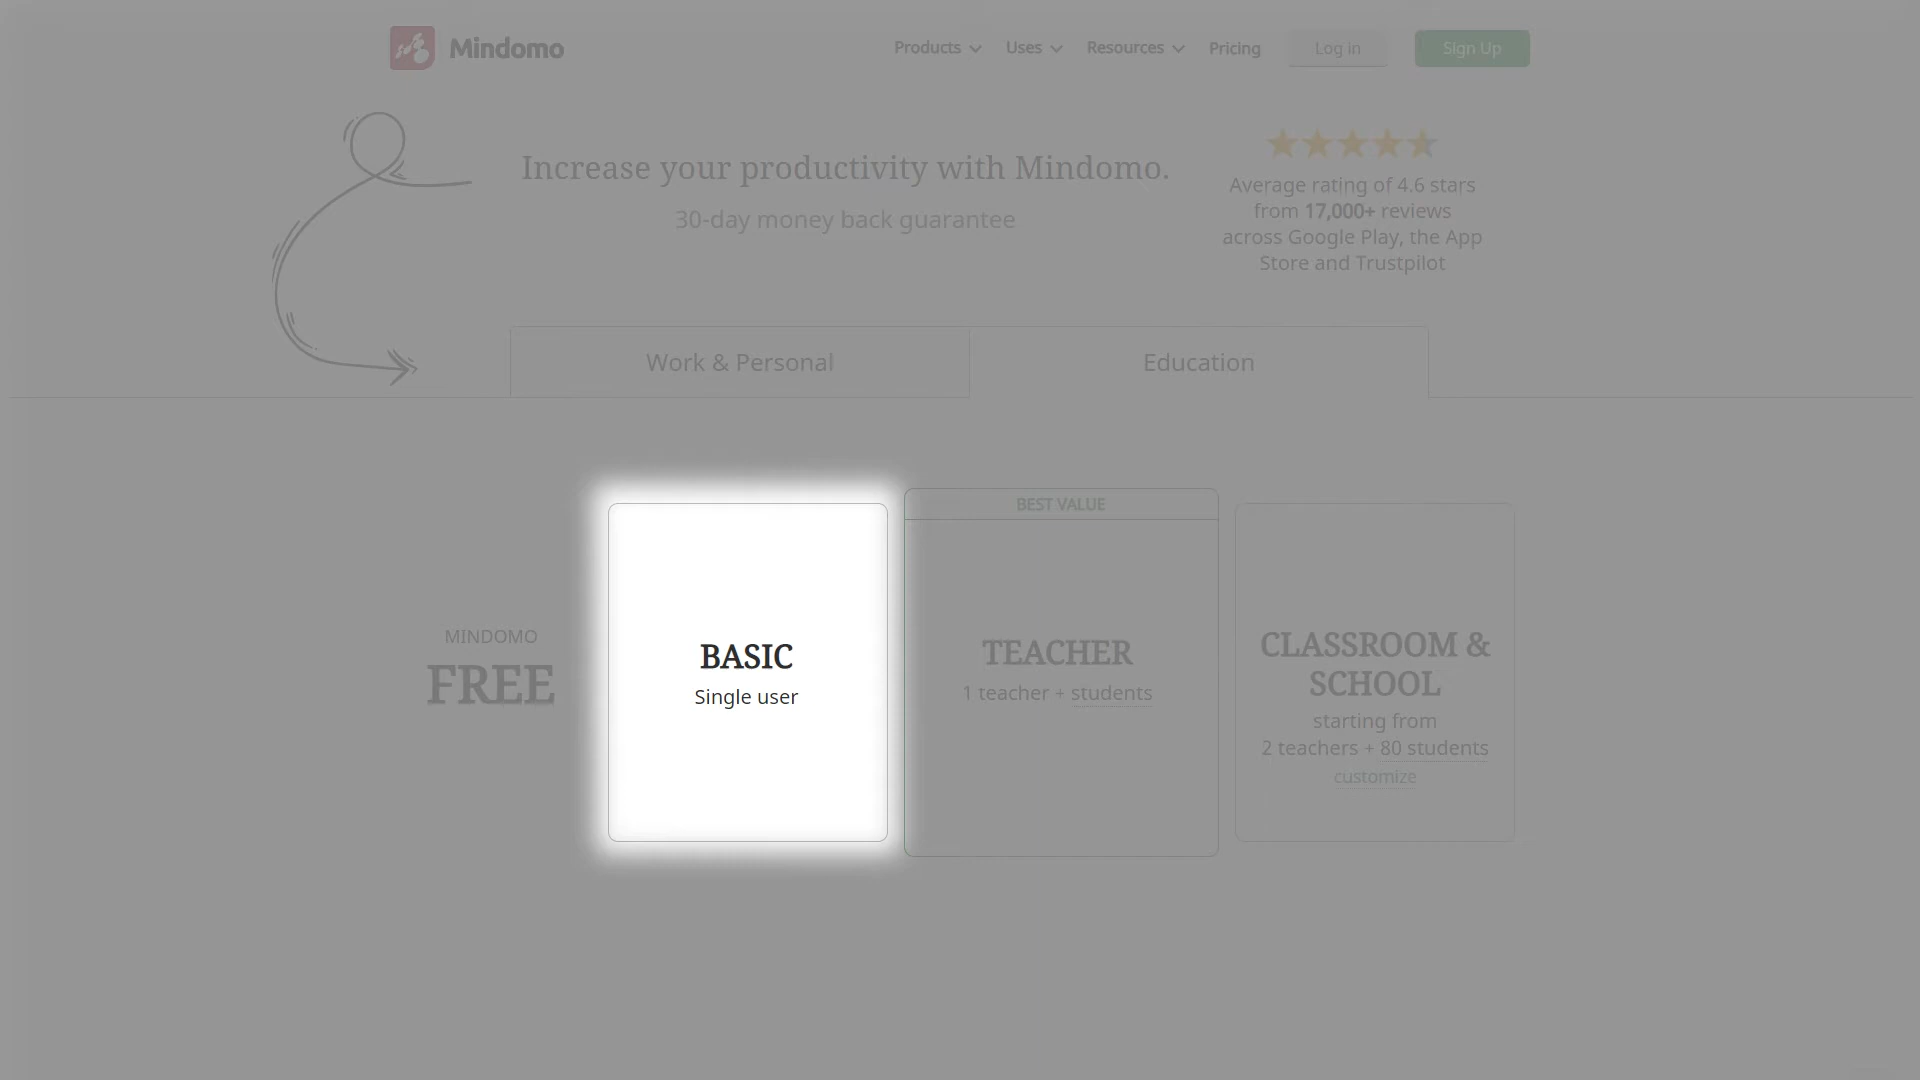 Mindomo
Products
Uses
Resources
Pricing
Log in
Sign Up
Increase your productivity with Mindomo.
30-day money back guarantee
Average rating of 4.6 stars
from 17,000+ reviews
across Google Play, the App
Store and Trustpilot
Work & Personal
Education
MINDOMO
FREE
BASIC
Single user
BEST VALUE
TEACHER
1 teacher + students
CLASSROOM &
SCHOOL
starting from
2 teachers + 80 students
customize